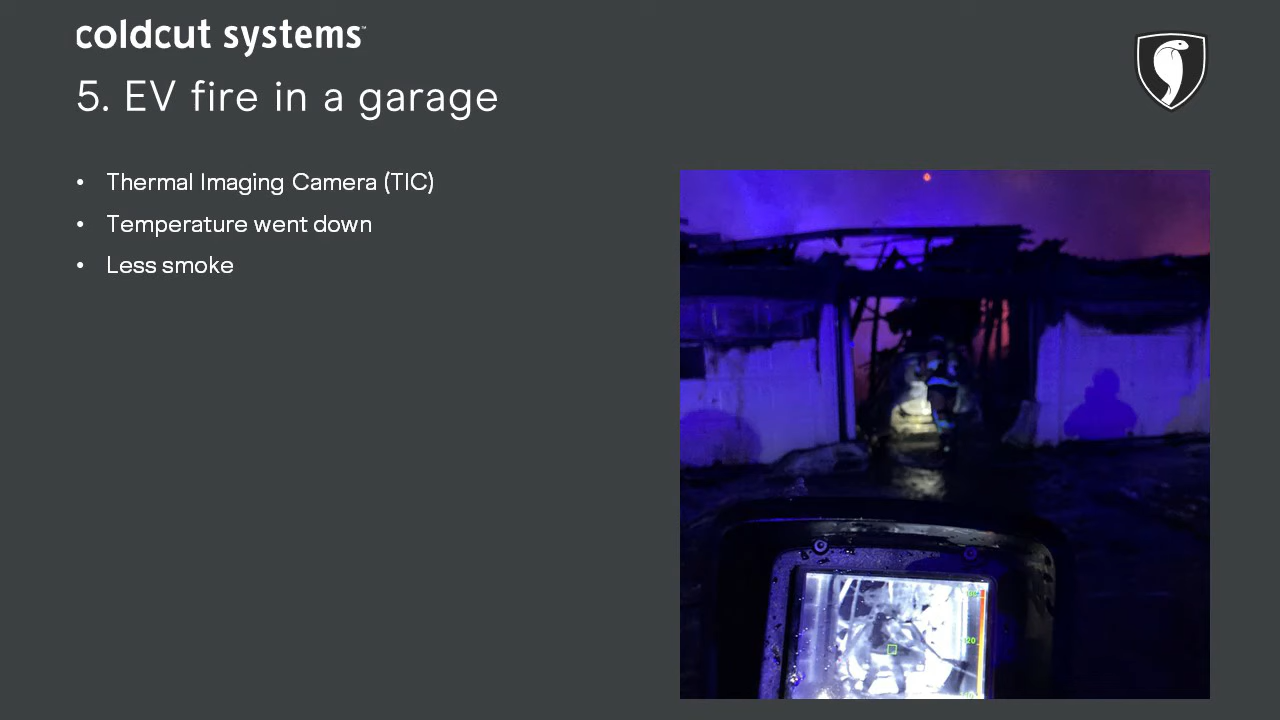 coldcut systems™
5. EV fire in a garage
• Thermal Imaging Camera (TIC)
• Temperature went down
• Less smoke